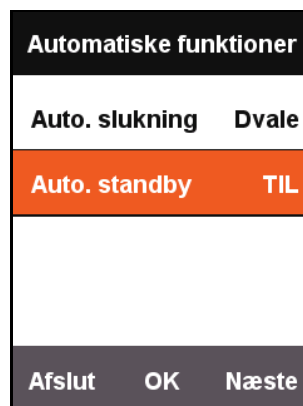 Automatiske funktioner
Auto. slukning Dvale
Auto. standby TIL
Afslut OK Næste